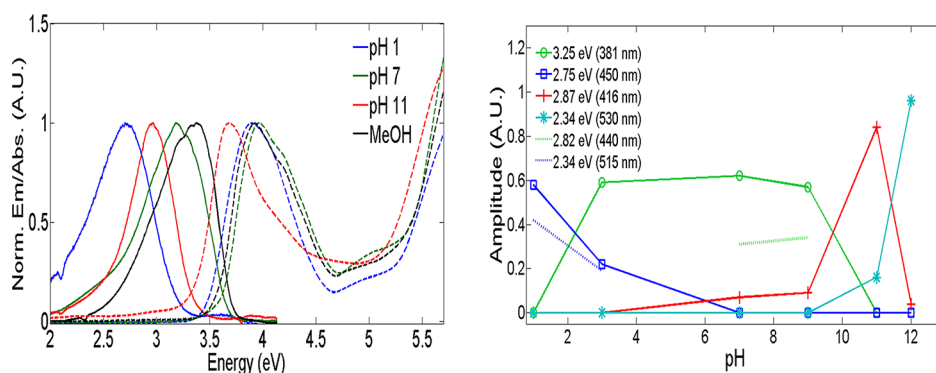 1.5
1
0.5
0
Norm. Em/Abs. (A.U.)
pH 1
pH 7
pH 11
MeOH
2 2.5 3 3.5 4 4.5 5 5.5
Energy (eV)
1.2
1
0.8
0.6
0.4
0.2
0
Amplitude (A.U.)
3.25 eV (381 nm)
2.75 eV (450 nm)
2.87 eV (416 nm)
2.34 eV (530 nm)
2.82 eV (440 nm)
2.34 eV (515 nm)
2 4 6 8 10 12
pH